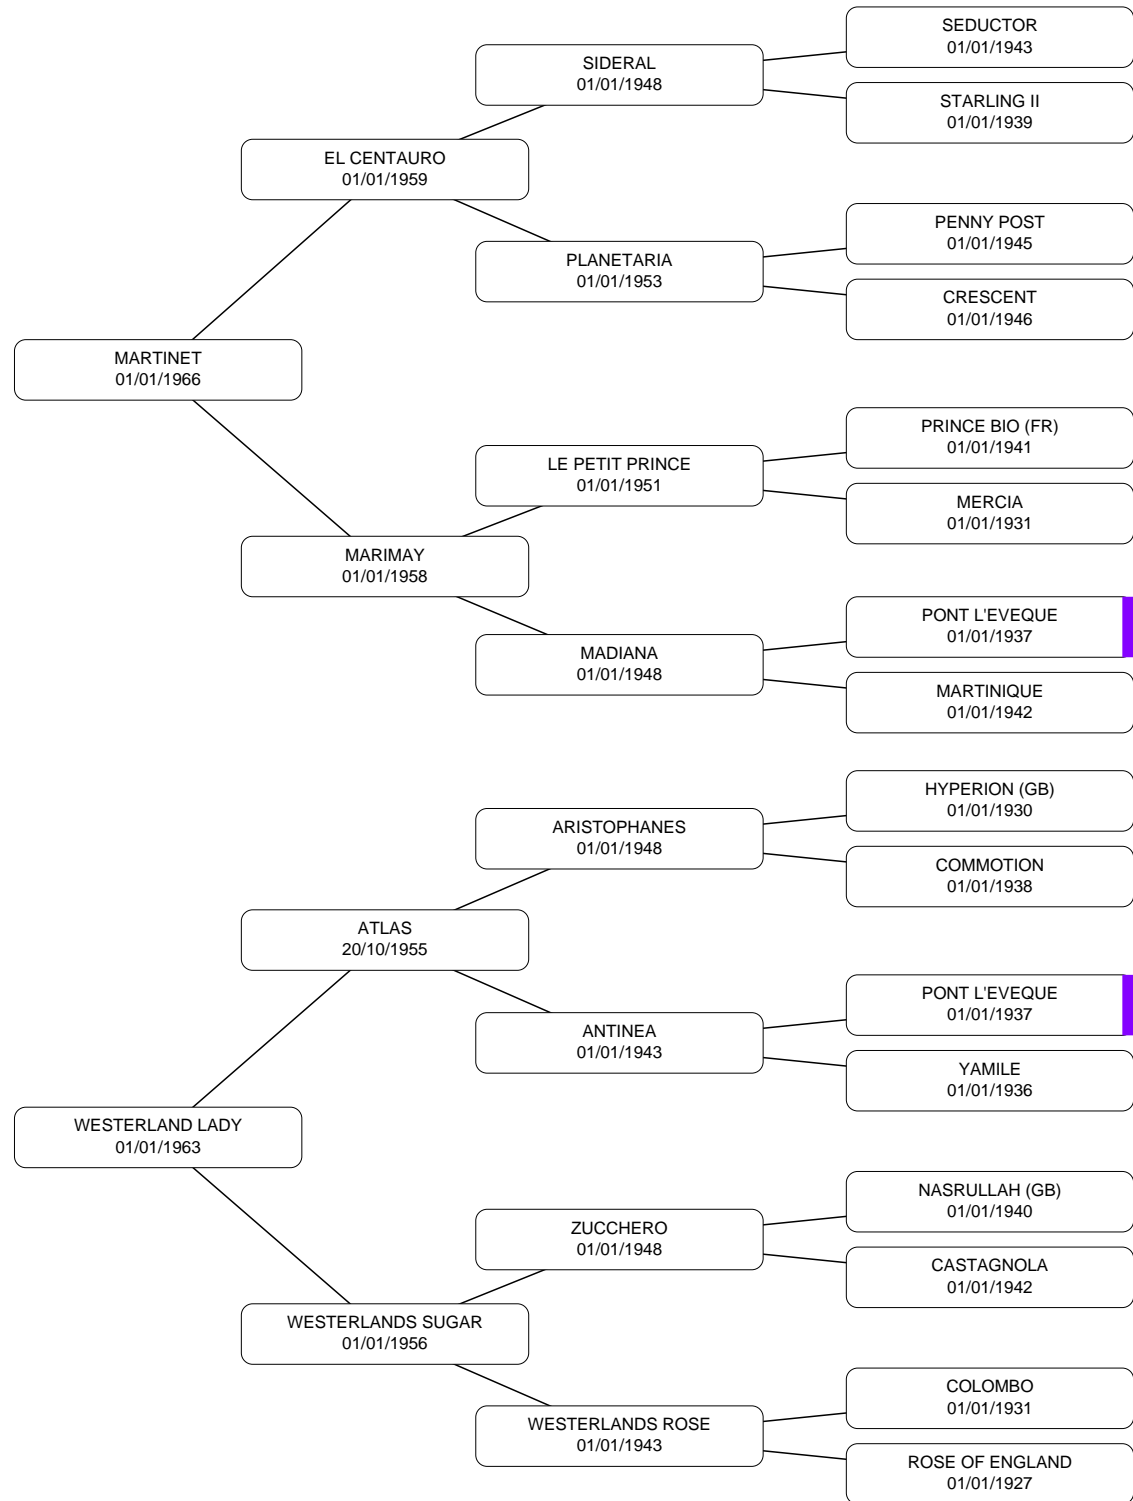 SEDUCTOR
01/01/1943
SIDERAL
01/01/1948
STARLING II
01/01/1939
EL CENTAURO
01/01/1959
PENNY POST
01/01/1945
PLANETARIA
01/01/1953
CRESCENT
01/01/1946
MARTINET
01/01/1966
PRINCE BIO (FR)
01/01/1941
LE PETIT PRINCE
01/01/1951
MERCIA
01/01/1931
MARIMAY
01/01/1958
PONT L'EVEQUE
01/01/1937
MADIANA
01/01/1948
MARTINIQUE
01/01/1942
HYPERION (GB)
01/01/1930
ARISTOPHANES
01/01/1948
COMMOTION
01/01/1938
ATLAS
20/10/1955
PONT L'EVEQUE
01/01/1937
ANTINEA
01/01/1943
YAMILE
01/01/1936
WESTERLAND LADY
01/01/1963
NASRULLAH (GB)
01/01/1940
ZUCCHERO
01/01/1948
CASTAGNOLA
01/01/1942
WESTERLANDS SUGAR
01/01/1956
COLOMBO
01/01/1931
WESTERLANDS ROSE
01/01/1943
ROSE OF ENGLAND
01/01/1927